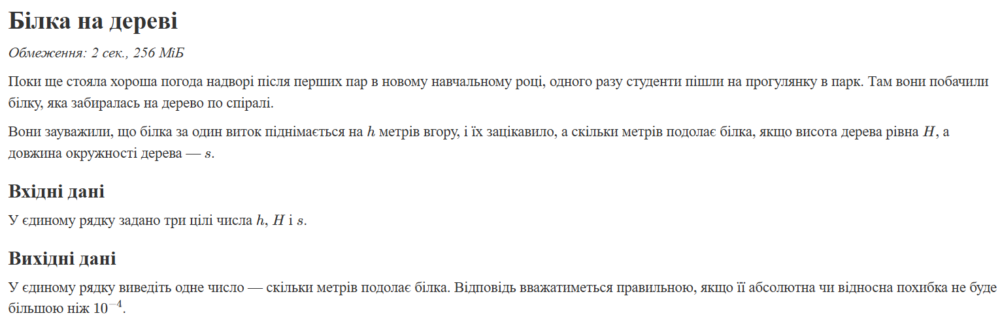 Білка на дереві
Обмеження: 2 сек., 256 МіБ
Поки ще стояла хороша погода надворі після перших пар в новому навчальному році, одного разу студенти пішли на прогулянку в парк. Там вони побачили
білку, яка забиралась на дерево по спіралі.
Вони зауважили, що білка за один виток піднімається на h метрів вгору, і їх зацікавило, а скільки метрів подолає білка, якщо висота дерева рівна H, а
довжина окружності дерева — s.
Вхідні дані
У єдиному рядку задано три цілі числа h, H і s.
Вихідні дані
У єдиному рядку виведіть одне число — скільки метрів подолає білка. Відповідь вважатиметься правильною, якщо її абсолютна чи відносна похибка не буде
більшою ніж 10⁻⁴.